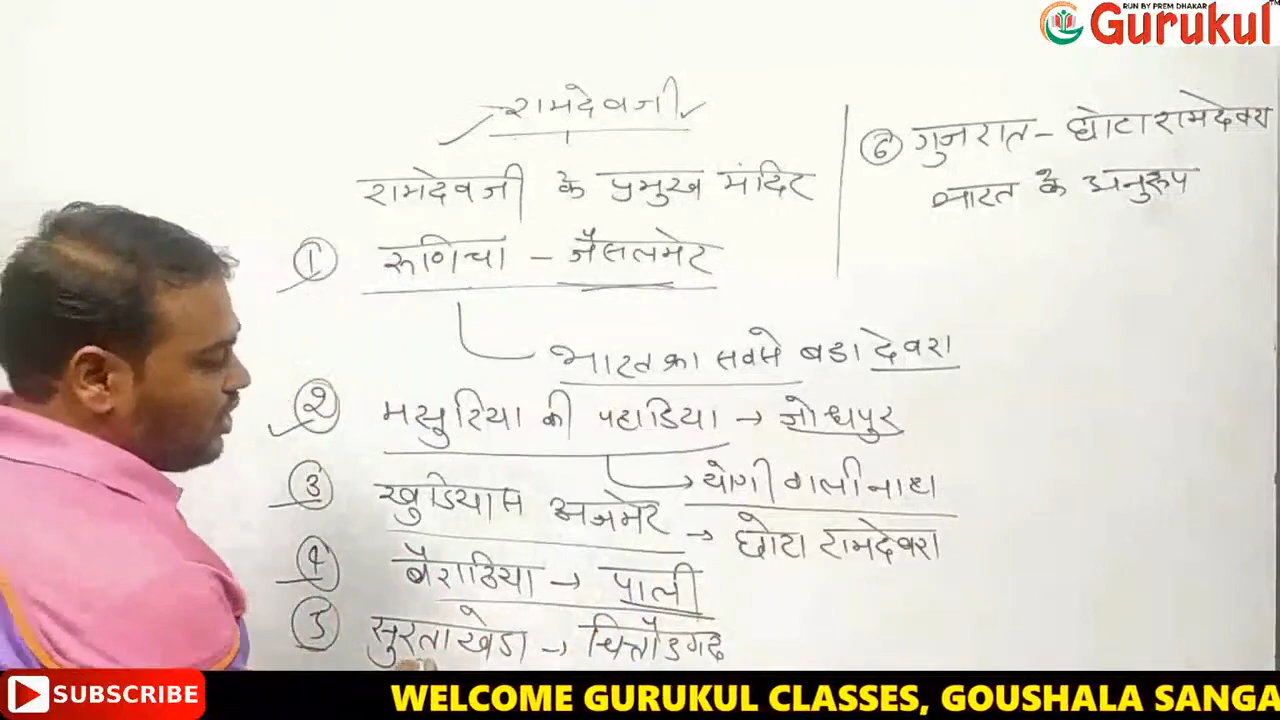 RUN BY PREM DHAKAR
Gurukul
TM
रामदेवजी
रामदेवजी के प्रमुख मंदिर
① रूणिचा - जैसलमेर
भारत का सबसे बडा देवरा
② मसुरिया की पहाडिया → जोधपुर
योगी बालीनाथ
③ खुडियास अजमेर → छोटा रामदेवरा
④ बैराठिया → पाली
⑤ सुरताखेडा → चित्तौडगढ
⑥ गुजरात - छोटा रामदेवरा
भारत के अनुरूप
SUBSCRIBE
WELCOME GURUKUL CLASSES, GOUSHALA SANGA